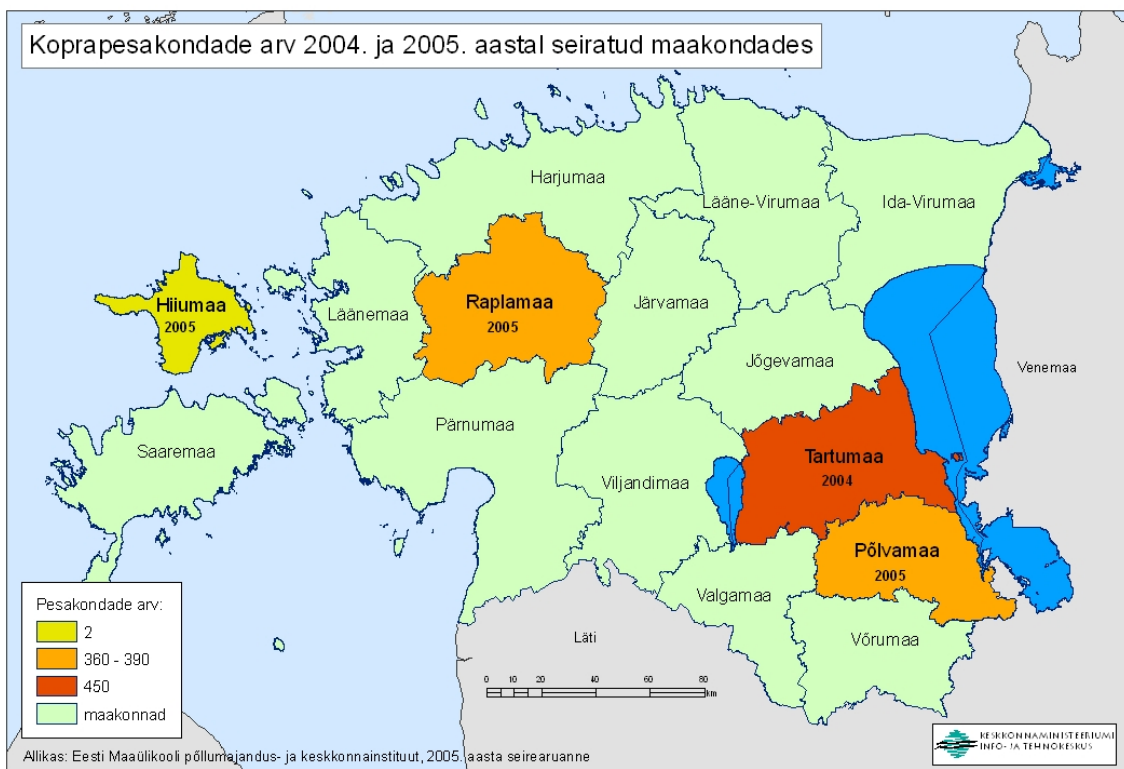 Koprapesakondade arv 2004. ja 2005. aastal seiratud maakondades
Harjumaa
Lääne-Virumaa
Ida-Virumaa
Hiiumaa
2005
Läänemaa
Raplamaa
2005
Järvamaa
Jõgevamaa
Venemaa
Saaremaa
Pärnumaa
Viljandimaa
Tartumaa
2004
Põlvamaa
2005
Valgamaa
Võrumaa
Läti
Pesakondade arv:
2
360 - 390
450
maakonnad
0 10 20 40 60 80
km
Allikas: Eesti Maaülikooli põllumajandus- ja keskkonnainstituut, 2005. aasta seirearuanne
KESKKONNAMINISTEERIUMI
INFO- JA TEHNOKESKUS